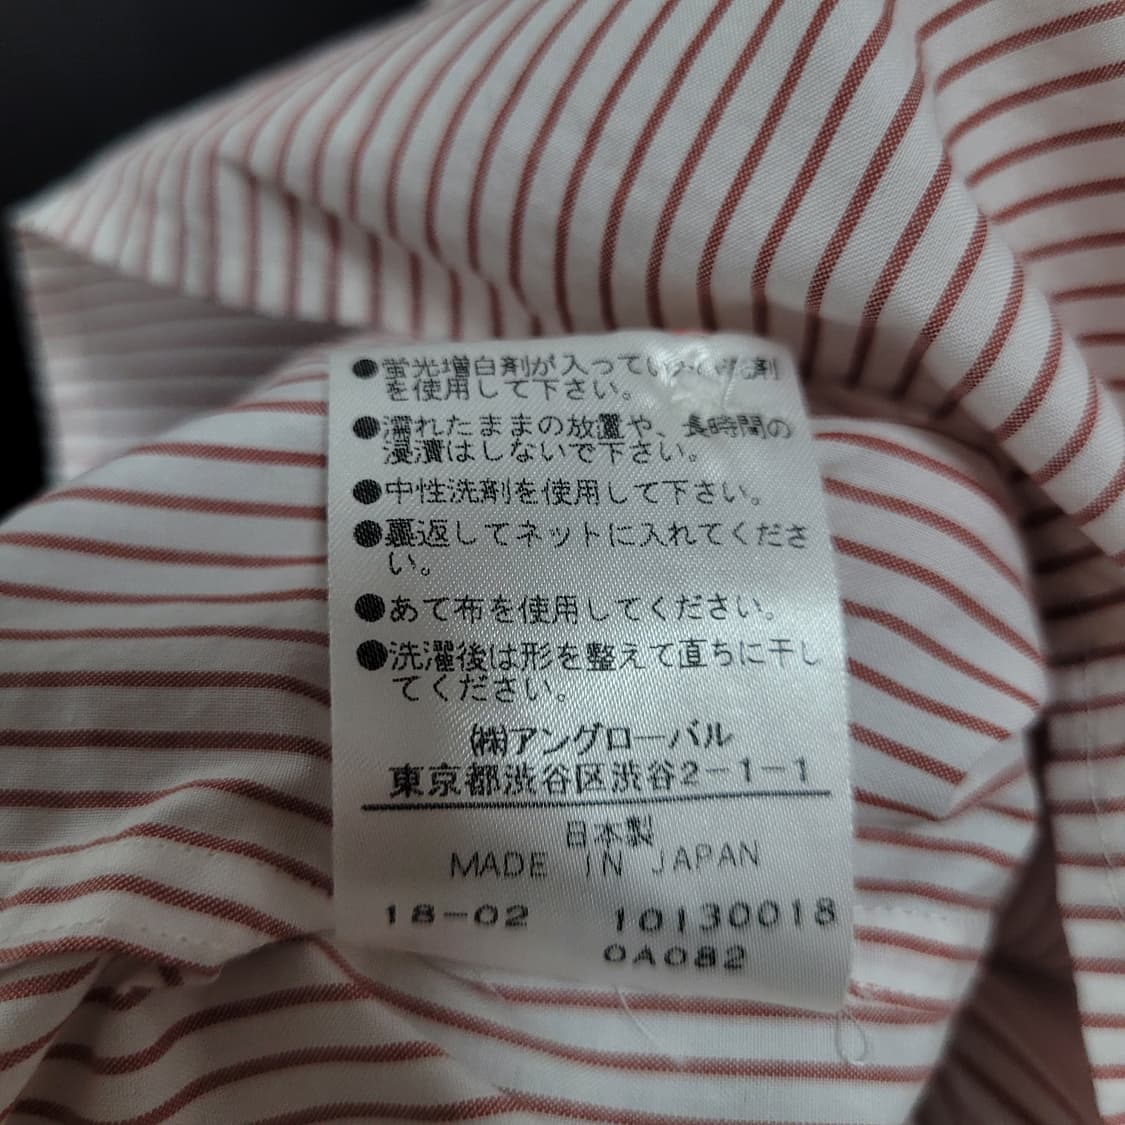 ●蛍光増白剤が入っていない洗剤
を使用して下さい。
●濡れたままの放置や、長時間の
浸漬はしないで下さい。
●中性洗剤を使用して下さい。
●裏返してネットに入れてくださ
い。
●あて布を使用してください。
●洗濯後は形を整えて直ちに干し
てください。
(株)アングローバル
東京都渋谷区渋谷2-1-1
日本製
MADE IN JAPAN
18-02 10130018
0A082